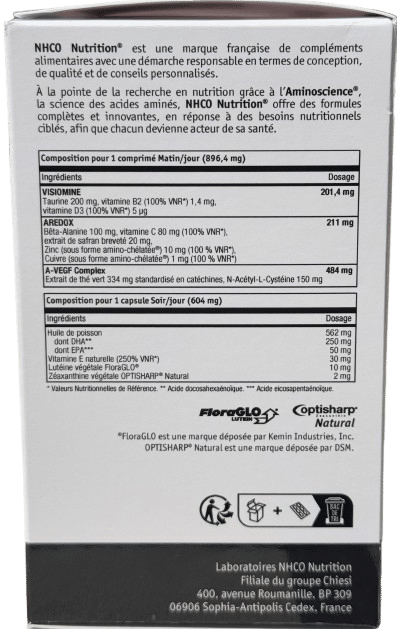 NHCO Nutrition® est une marque française de compléments
alimentaires avec une démarche responsable en termes de conception,
de qualité et de conseils personnalisés.
À la pointe de la recherche en nutrition grâce à l'Aminoscience®,
la science des acides aminés, NHCO Nutrition® offre des formules
complètes et innovantes, en réponse à des besoins nutritionnels
ciblés, afin que chacun devienne acteur de sa santé.
Composition pour 1 comprimé Matin/jour (896,4 mg)
Ingrédients Dosage
VISIOMINE 201,4 mg
Taurine 200 mg, vitamine B2 (100% VNR*) 1,4 mg,
vitamine D3 (100% VNR*) 5 µg
AREDOX 211 mg
Bêta-Alanine 100 mg, vitamine C 80 mg (100% VNR*),
extrait de safran breveté 20 mg,
Zinc (sous forme amino-chélatée®) 10 mg (100 % VNR*),
Cuivre (sous forme amino-chélatée®) 1 mg (100 % VNR*)
A-VEGF Complex 484 mg
Extrait de thé vert 334 mg standardisé en catéchines, N-Acétyl-L-Cystéine 150 mg
Composition pour 1 capsule Soir/jour (604 mg)
Ingrédients Dosage
Huile de poisson 562 mg
dont DHA** 250 mg
dont EPA*** 50 mg
Vitamine E naturelle (250% VNR*) 30 mg
Lutéine végétale FloraGLO® 10 mg
Zéaxanthine végétale OPTISHARP® Natural 2 mg
* Valeurs Nutritionnelles de Référence. ** Acide docosahexaénoïque. *** Acide eicosapentaénoïque.
FloraGLO® optisharp®
LUTEIN Zeaxanthin
Natural
®FloraGLO est une marque déposée par Kemin Industries, Inc.
OPTISHARP® Natural est une marque déposée par DSM.
+
BAC
DE
TRI
Laboratoires NHCO Nutrition
Filiale du groupe Chiesi
400, avenue Roumanille. BP 309
06906 Sophia-Antipolis Cedex. France